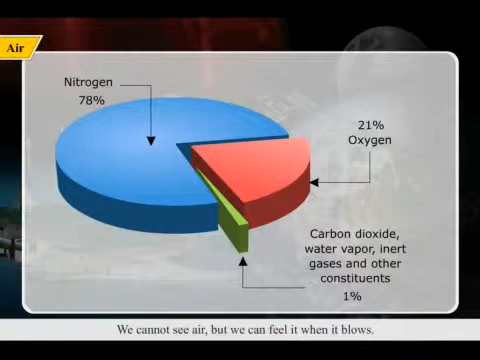 Air
Nitrogen
78%
21%
Oxygen
Carbon dioxide,
water vapor, inert
gases and other
constituents
1%
We cannot see air, but we can feel it when it blows.